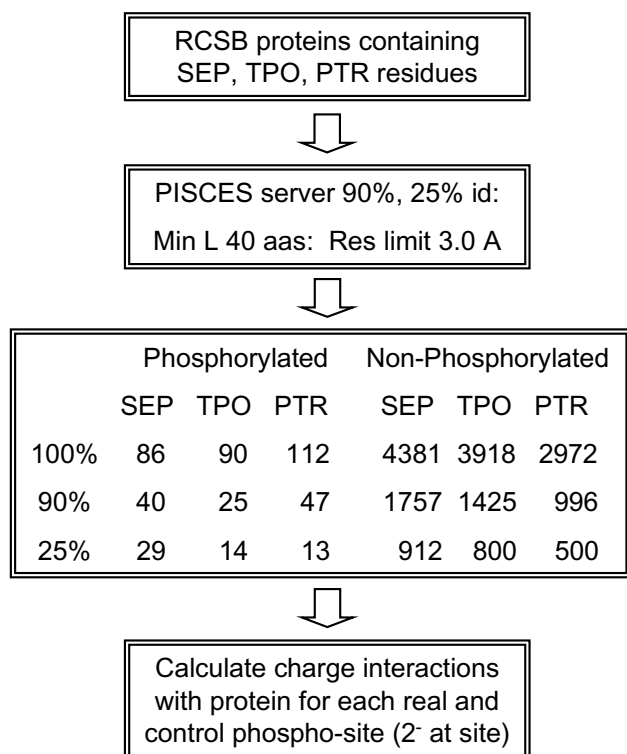 RCSB proteins containing
SEP, TPO, PTR residues
PISCES server 90%, 25% id:
Min L 40 aas: Res limit 3.0 A
Phosphorylated Non-Phosphorylated
SEP TPO PTR SEP TPO PTR
100% 86 90 112 4381 3918 2972
90% 40 25 47 1757 1425 996
25% 29 14 13 912 800 500
Calculate charge interactions
with protein for each real and
control phospho-site (2⁻ at site)